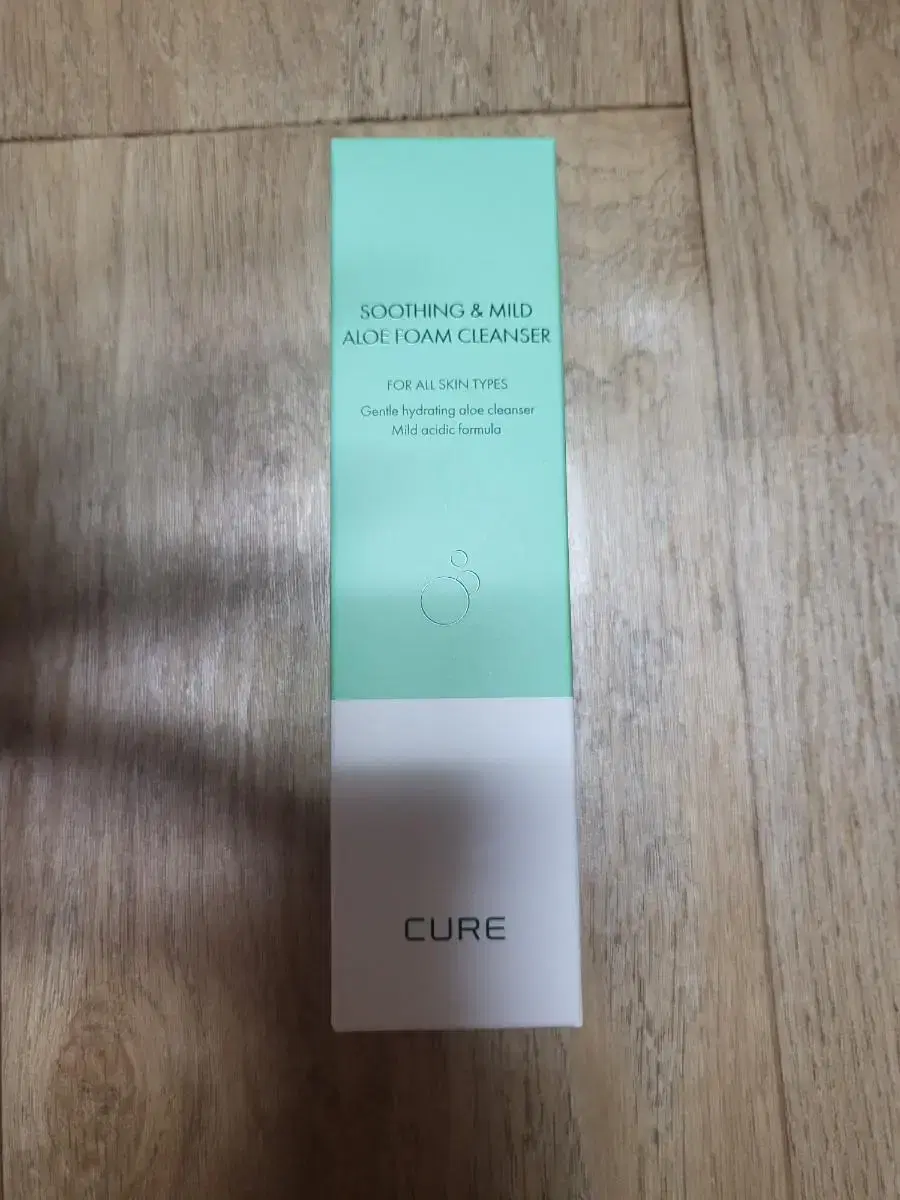 SOOTHING & MILD
ALOE FOAM CLEANSER
FOR ALL SKIN TYPES
Gentle hydrating aloe cleanser
Mild acidic formula
CURE